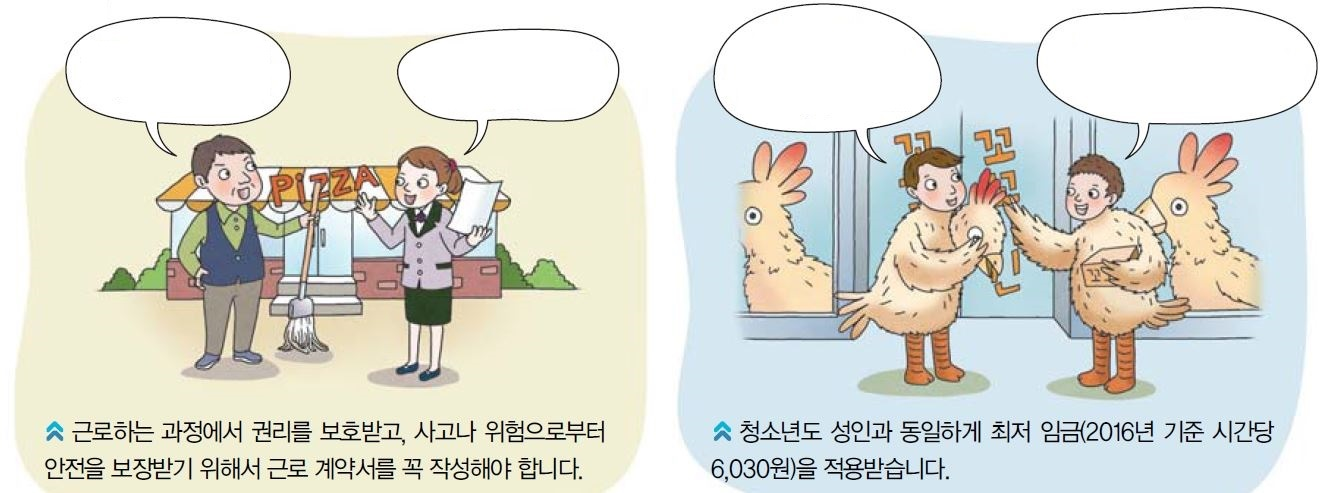 PIZZA
꼬 꼬
근로하는 과정에서 권리를 보호받고, 사고나 위험으로부터
안전을 보장받기 위해서 근로 계약서를 꼭 작성해야 합니다.
청소년도 성인과 동일하게 최저 임금(2016년 기준 시간당
6,030원)을 적용받습니다.